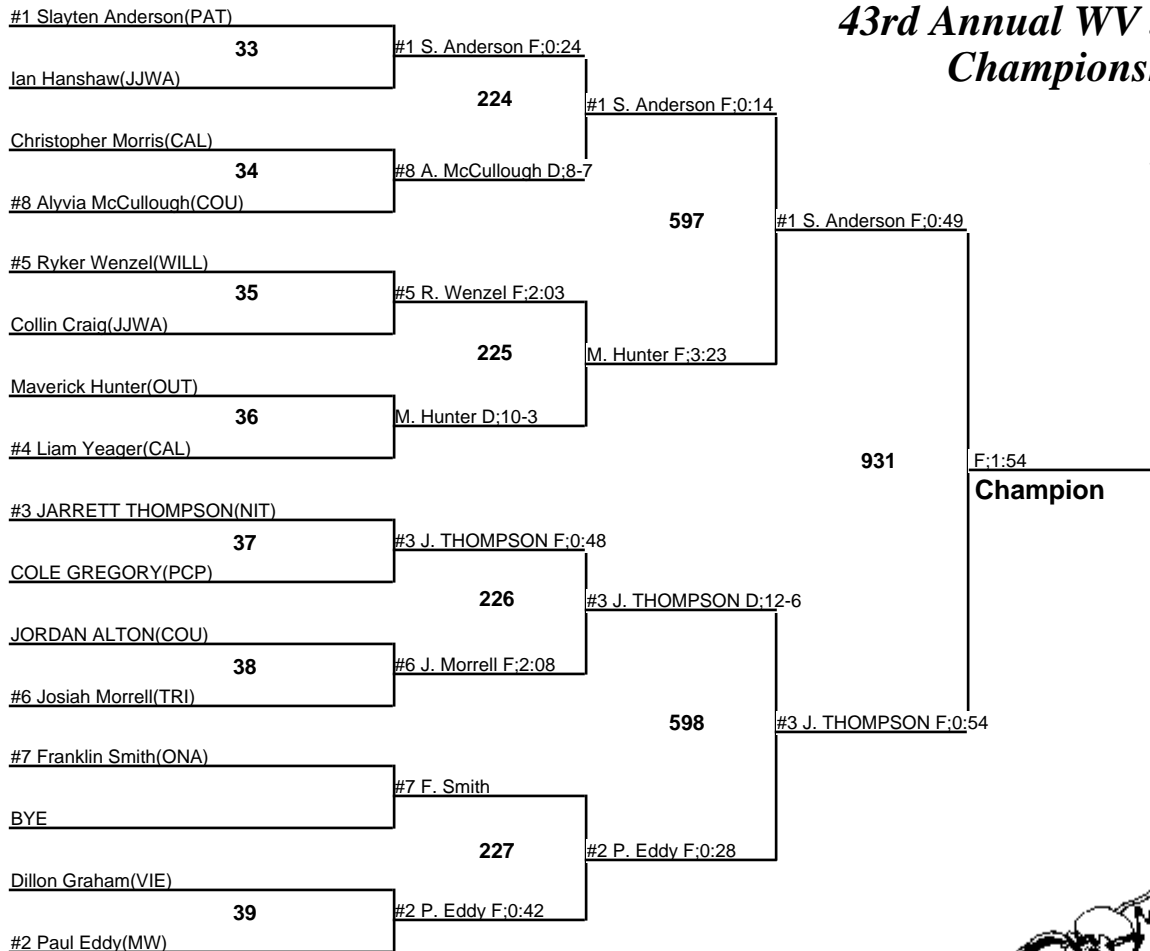 43rd Annual WV
Champions
#1 Slayten Anderson(PAT)
33
Ian Hanshaw(JJWA)
#1 S. Anderson F;0:24
224
#1 S. Anderson F;0:14
Christopher Morris(CAL)
34
#8 Alyvia McCullough(COU)
#8 A. McCullough D;8-7
597
#1 S. Anderson F;0:49
#5 Ryker Wenzel(WILL)
35
Collin Craig(JJWA)
#5 R. Wenzel F;2:03
225
M. Hunter F;3:23
Maverick Hunter(OUT)
36
#4 Liam Yeager(CAL)
M. Hunter D;10-3
931
F;1:54
Champion
#3 JARRETT THOMPSON(NIT)
37
COLE GREGORY(PCP)
#3 J. THOMPSON F;0:48
226
#3 J. THOMPSON D;12-6
JORDAN ALTON(COU)
38
#6 Josiah Morrell(TRI)
#6 J. Morrell F;2:08
598
#3 J. THOMPSON F;0:54
#7 Franklin Smith(ONA)
BYE
#7 F. Smith
227
#2 P. Eddy F;0:28
Dillon Graham(VIE)
39
#2 Paul Eddy(MW)
#2 P. Eddy F;0:42